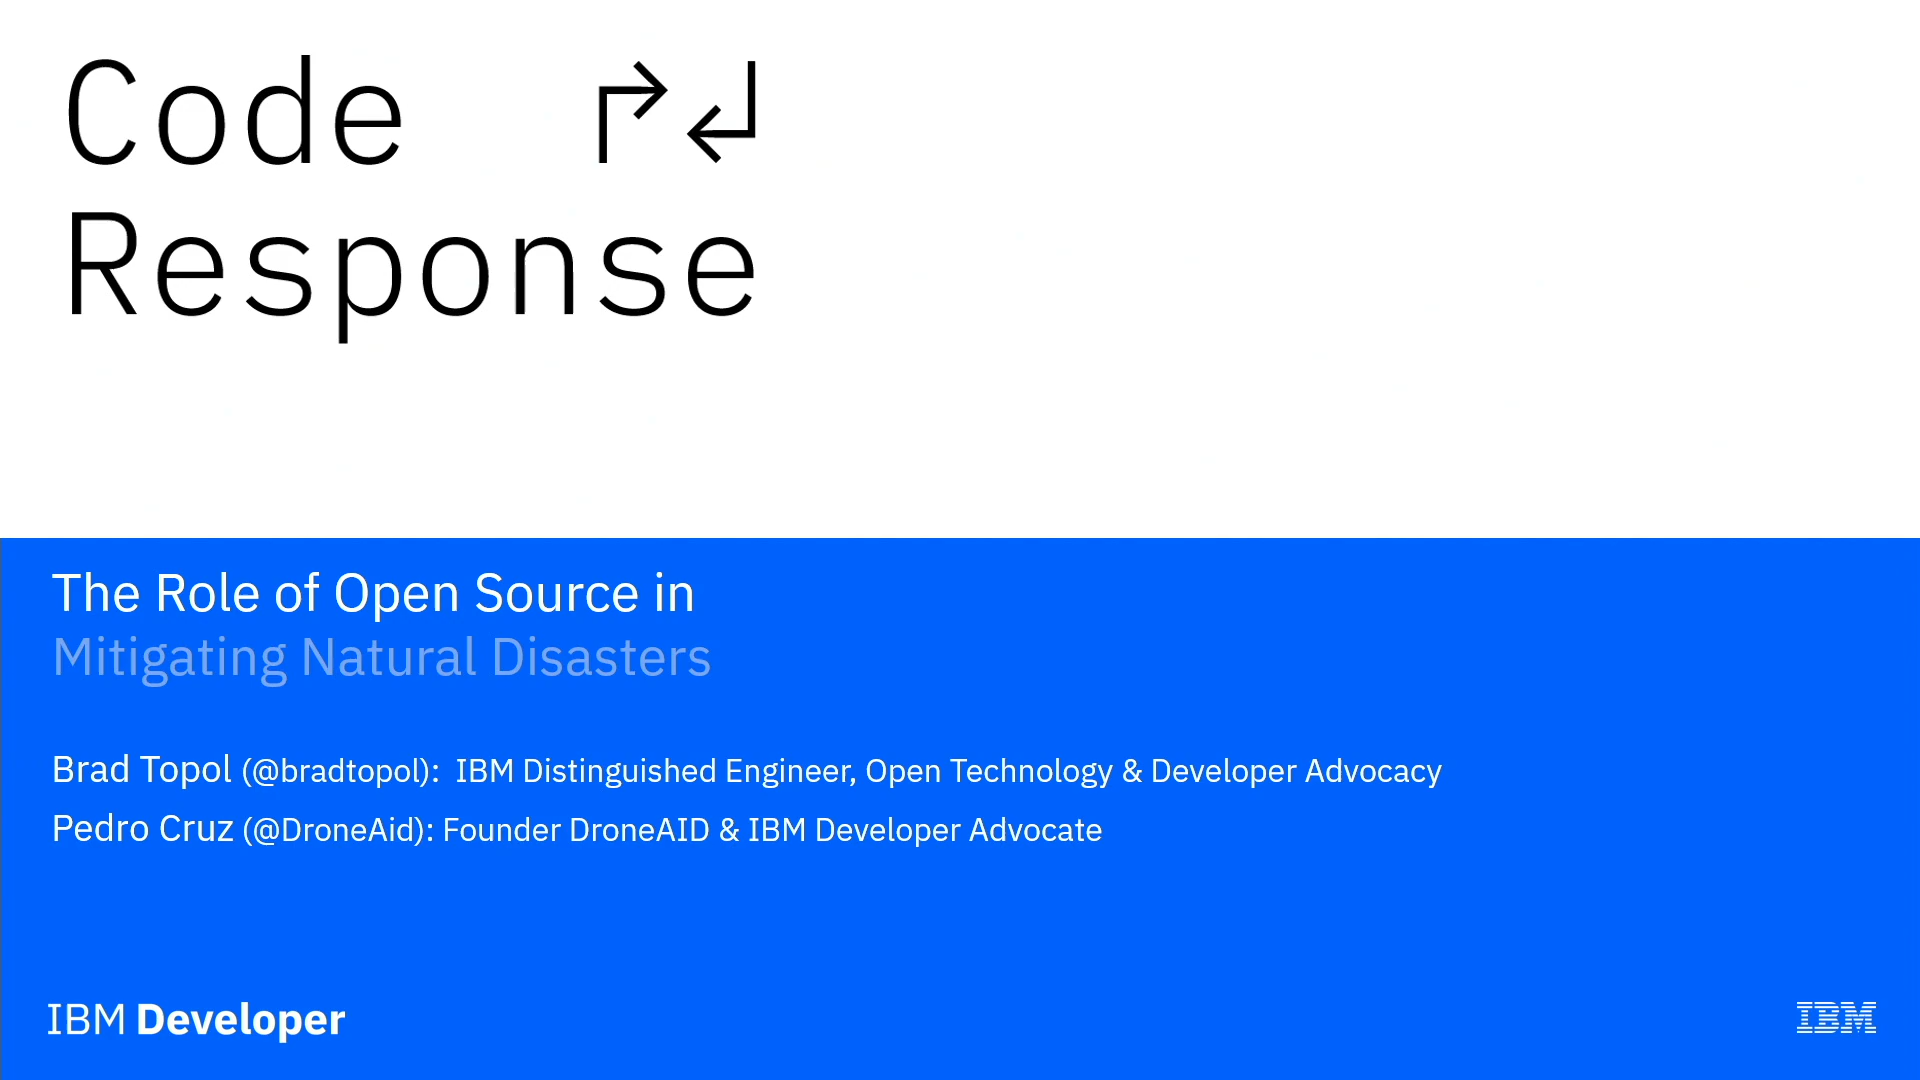 Code
Response
The Role of Open Source in
Mitigating Natural Disasters
Brad Topol (@bradtopol): IBM Distinguished Engineer, Open Technology & Developer Advocacy
Pedro Cruz (@DroneAid): Founder DroneAID & IBM Developer Advocate
IBM Developer
IBM